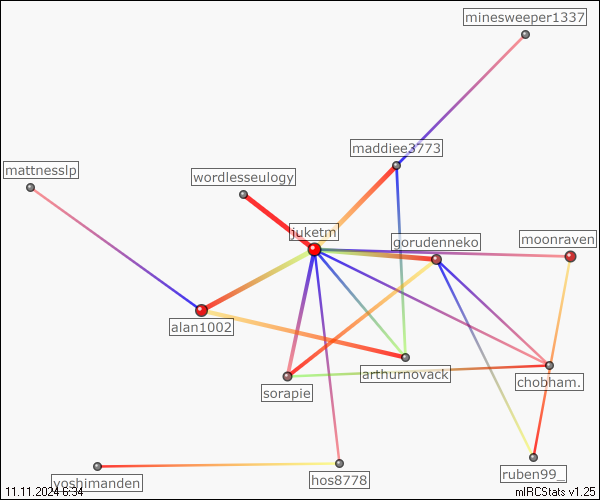 minesweeper1337
maddiee3773
mattnesslp
wordlesseulogy
juketm
gorudenneko
moonraven
alan1002
arthurnovack
chobham.
sorapie
yoshimanden
hos8778
ruben99_
11.11.2024 6:34
mIRCStats v1.25